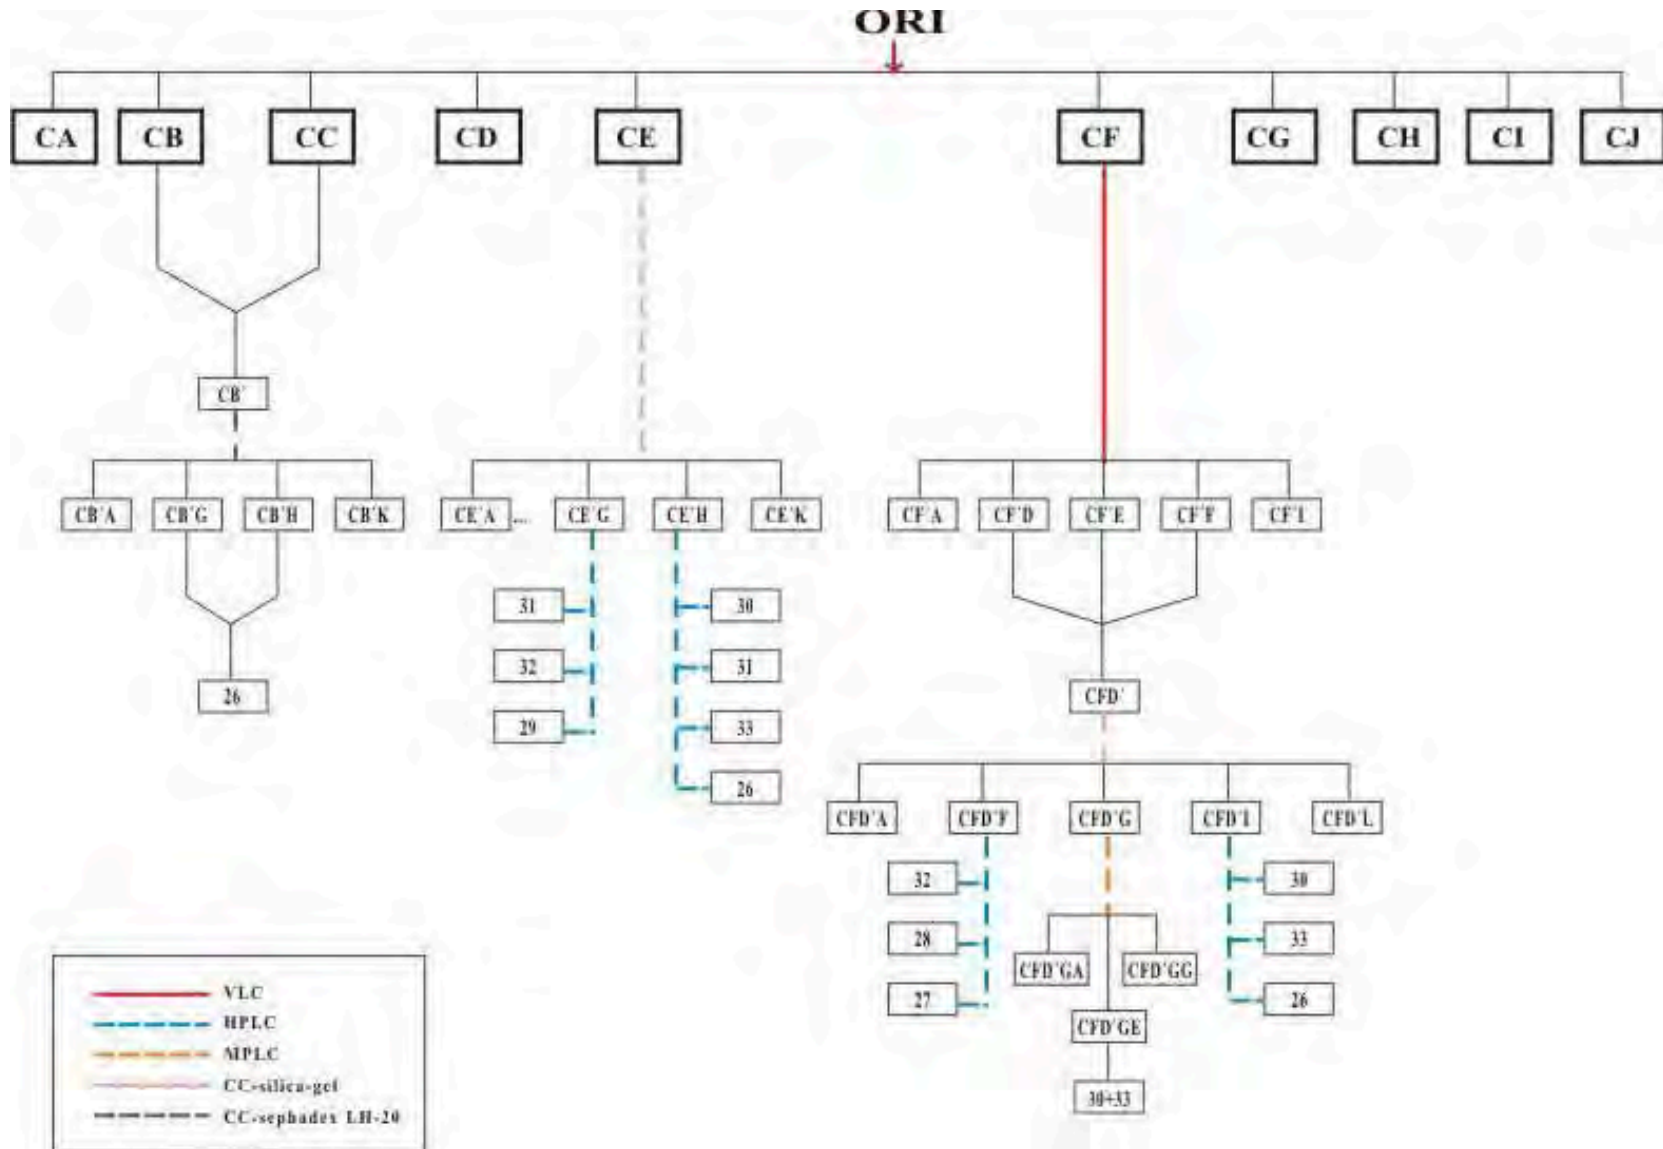 ORI
CA CB CC CD CE CF CG CH CI CJ
CB'
CB'A CB'G CB'H CB'K CE'A .... CE'G CE'H CE'K CF'A CF'D CF'E CF'F CF'I
31 30
32 31
26 CFD'
29 33
26
CFD'A CFD'F CFD'G CFD'I CFD'L
32 30
28 33
CFD'GA CFD'GG
27 26
CFD'GE
30+33
VLC
HPLC
MPLC
CC-silica-gel
CC-sephadex LH-20